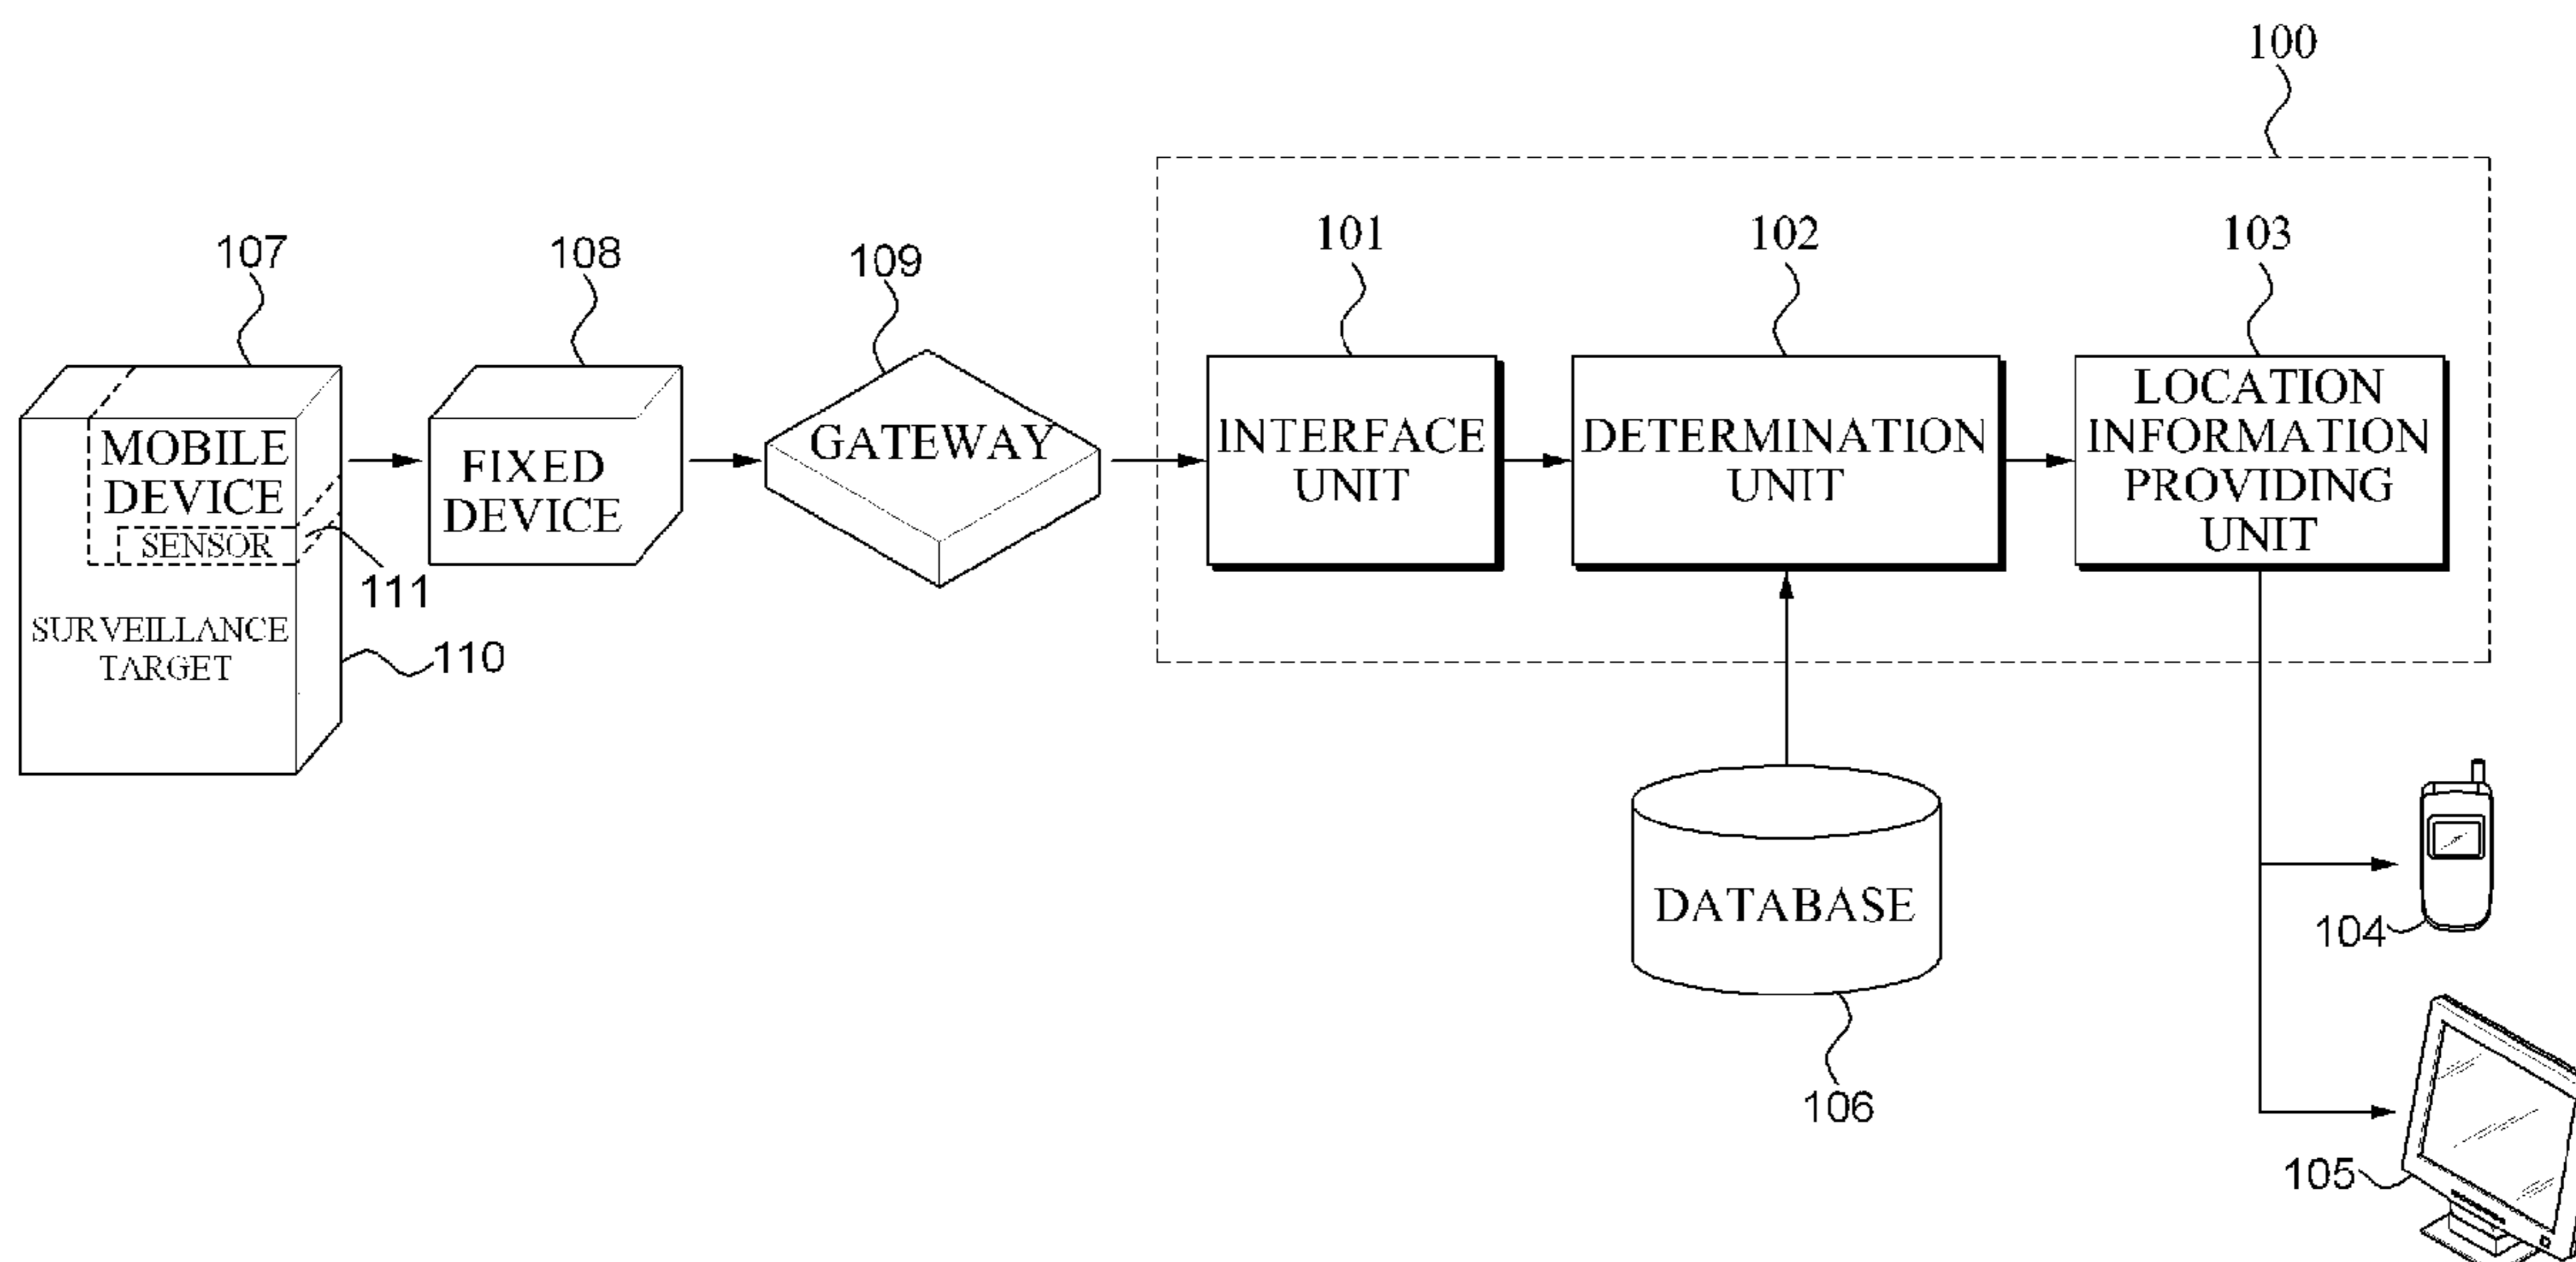 100
107
108
109
101
102
103
MOBILE
DEVICE
SENSOR
111
SURVEILLANCE
TARGET
110
FIXED
DEVICE
GATEWAY
INTERFACE
UNIT
DETERMINATION
UNIT
LOCATION
INFORMATION
PROVIDING
UNIT
DATABASE
106
104
105